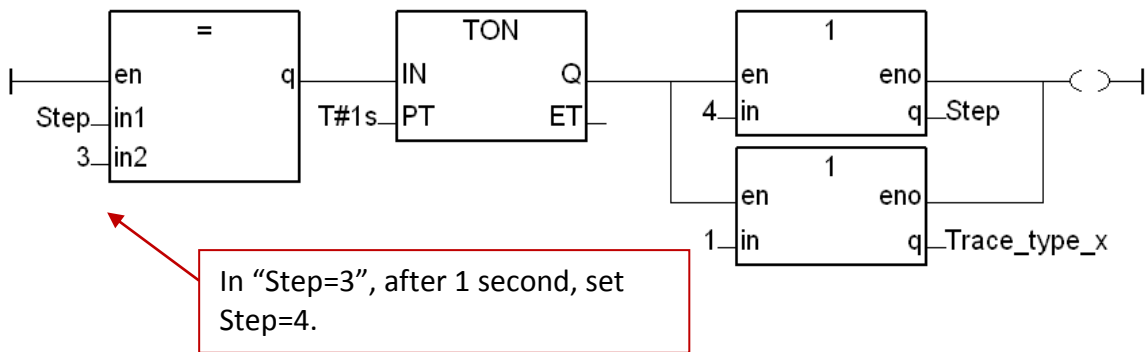 =
en
q
Step
in1
3
in2
TON
IN
Q
T#1s
PT
ET
1
en
eno
4
in
q
Step
1
en
eno
1
in
q
Trace_type_x
In “Step=3”, after 1 second, set
Step=4.